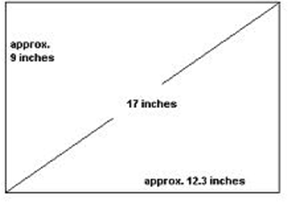 approx.
9 inches
17 inches
approx. 12.3 inches